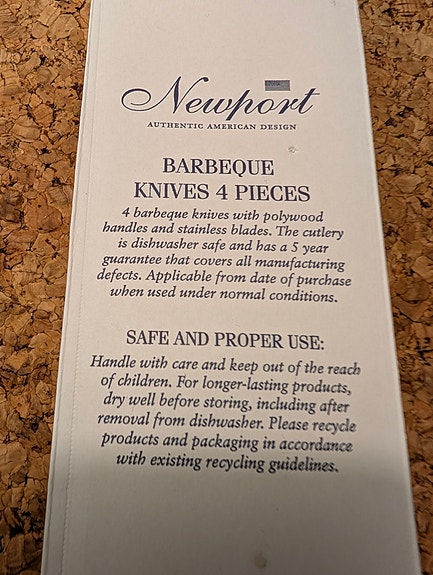 Newport
AUTHENTIC AMERICAN DESIGN
BARBEQUE
KNIVES 4 PIECES
4 barbeque knives with polywood
handles and stainless blades. The cutlery
is dishwasher safe and has a 5 year
guarantee that covers all manufacturing
defects. Applicable from date of purchase
when used under normal conditions.
SAFE AND PROPER USE:
Handle with care and keep out of the reach
of children. For longer-lasting products,
dry well before storing, including after
removal from dishwasher. Please recycle
products and packaging in accordance
with existing recycling guidelines.